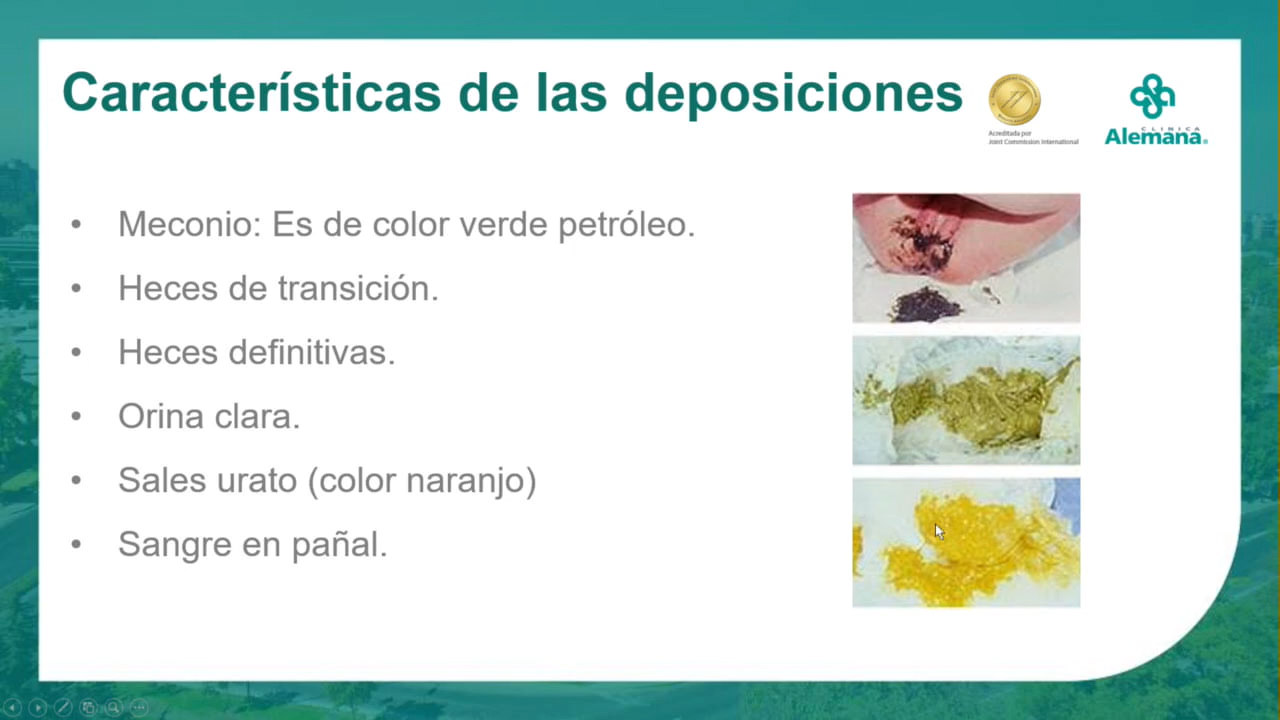 Características de las deposiciones
Acreditada por
Joint Commission International
CLINICA
Alemana
• Meconio: Es de color verde petróleo.
• Heces de transición.
• Heces definitivas.
• Orina clara.
• Sales urato (color naranjo)
• Sangre en pañal.